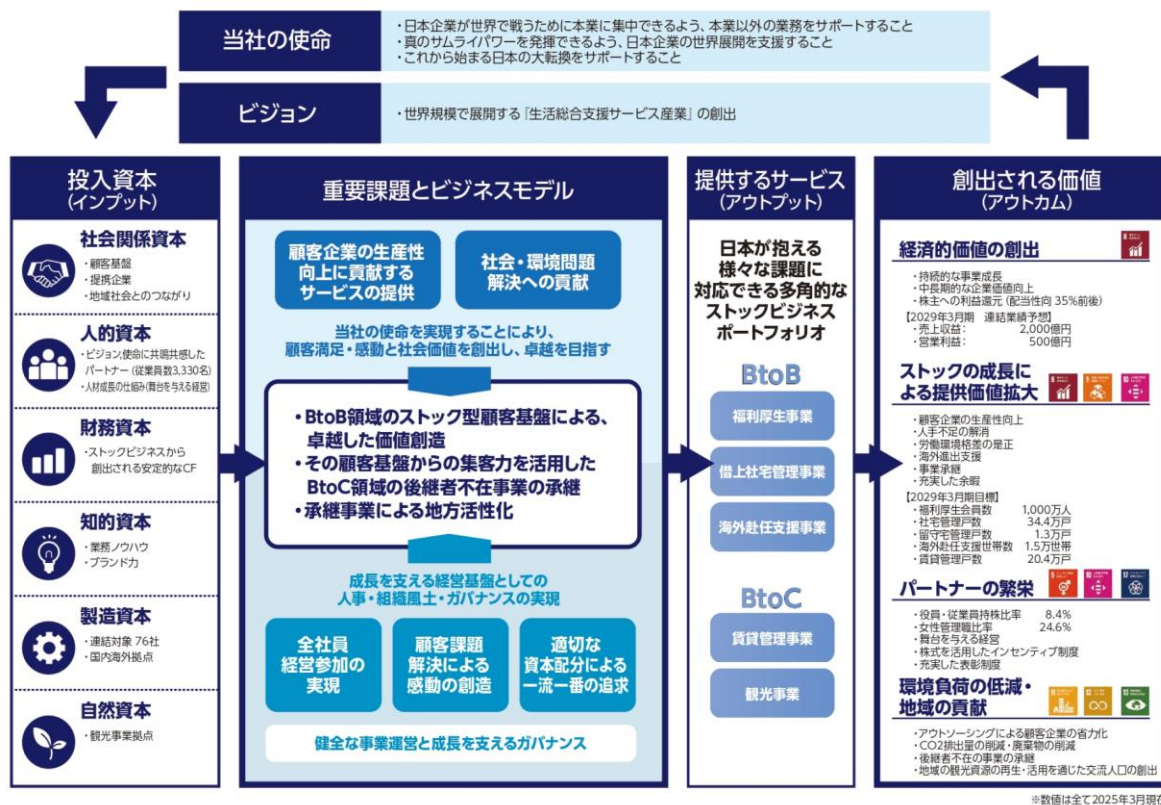 当社の使命
・日本企業が世界で戦うために本業に集中できるよう、本業以外の業務をサポートすること
・真のサムライパワーを発揮できるよう、日本企業の世界展開を支援すること
・これから始まる日本の大転換をサポートすること
ビジョン
・世界規模で展開する『生活総合支援サービス産業』の創出
投入資本
(インプット)
社会関係資本
・顧客基盤
・提携企業
・地域社会とのつながり
人的資本
・ビジョン、使命に共鳴共感した
パートナー(従業員数3,330名)
・人材成長の仕組み(舞台を与える経営)
財務資本
・ストックビジネスから
創出される安定的なCF
知的資本
・業務ノウハウ
・ブランド力
製造資本
・連結対象 76社
・国内海外拠点
自然資本
・観光事業拠点
重要課題とビジネスモデル
顧客企業の生産性
向上に貢献する
サービスの提供
社会・環境問題
解決への貢献
当社の使命を実現することにより、
顧客満足・感動と社会価値を創出し、卓越を目指す
・BtoB領域のストック型顧客基盤による、
卓越した価値創造
・その顧客基盤からの集客力を活用した
BtoC領域の後継者不在事業の承継
・承継事業による地方活性化
成長を支える経営基盤としての
人事・組織風土・ガバナンスの実現
全社員
経営参加の
実現
顧客課題
解決による
感動の創造
適切な
資本配分による
一流一番の追求
健全な事業運営と成長を支えるガバナンス
提供するサービス
(アウトプット)
日本が抱える
様々な課題に
対応できる多角的な
ストックビジネス
ポートフォリオ
BtoB
福利厚生事業
借上社宅管理事業
海外赴任支援事業
BtoC
賃貸管理事業
観光事業
創出される価値
(アウトカム)
経済的価値の創出
・持続的な事業成長
・中長期的な企業価値向上
・株主への利益還元(配当性向 35%前後)
【2029年3月期 連結業績予想】
・売上収益: 2,000億円
・営業利益: 500億円
ストックの成長に
よる提供価値拡大
・顧客企業の生産性向上
・人手不足の解消
・労働環境格差の是正
・海外進出支援
・事業承継
・充実した余暇
【2029年3月期目標】
・福利厚生会員数 1,000万人
・社宅管理戸数 34.4万戸
・留守宅管理戸数 1.3万戸
・海外赴任支援世帯数 1.5万世帯
・賃貸管理戸数 20.4万戸
パートナーの繁栄
・役員・従業員持株比率 8.4%
・女性管理職比率 24.6%
・舞台を与える経営
・株式を活用したインセンティブ制度
・充実した表彰制度
環境負荷の低減・
地域の貢献
・アウトソーシングによる顧客企業の省力化
・CO2排出量の削減・廃棄物の削減
・後継者不在の事業の承継
・地域の観光資源の再生・活用を通じた交流人口の創出
※数値は全て2025年3月現在